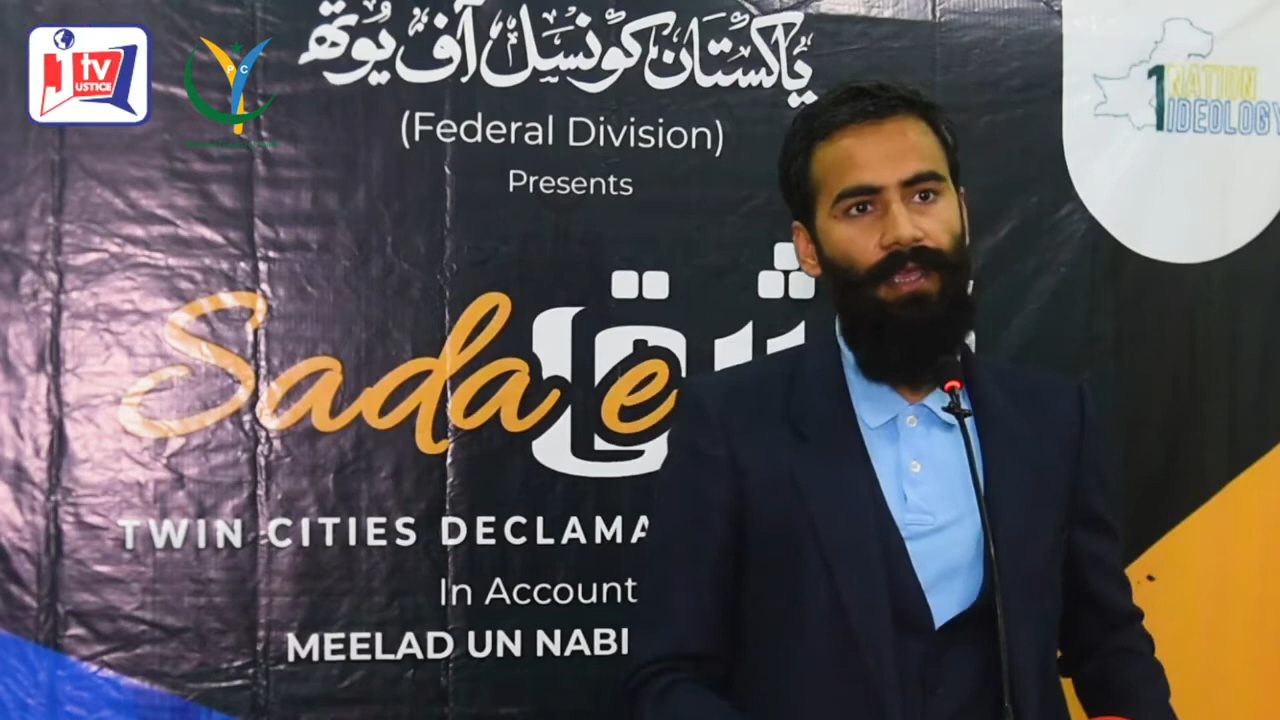 J tv
JUSTICE
P C
پاکستان کونسل آف یُوتھ
(Federal Division)
Presents
Sada e
TWIN CITIES DECLAMA
In Account
MEELAD UN NABI
1 NATION
IDEOLOGY